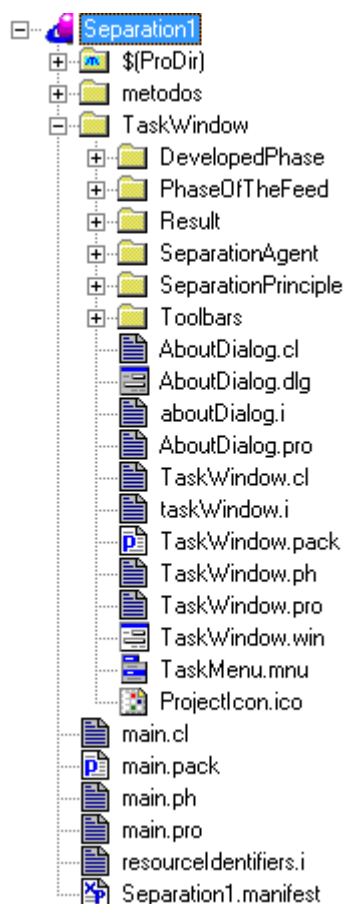 Separation1
$(ProDir)
metodos
TaskWindow
DevelopedPhase
PhaseOfTheFeed
Result
SeparationAgent
SeparationPrinciple
Toolbars
AboutDialog.cl
AboutDialog.dlg
aboutDialog.i
AboutDialog.pro
TaskWindow.cl
taskWindow.i
TaskWindow.pack
TaskWindow.ph
TaskWindow.pro
TaskWindow.win
TaskMenu.mnu
ProjectIcon.ico
main.cl
main.pack
main.ph
main.pro
resourceIdentifiers.i
Separation1.manifest